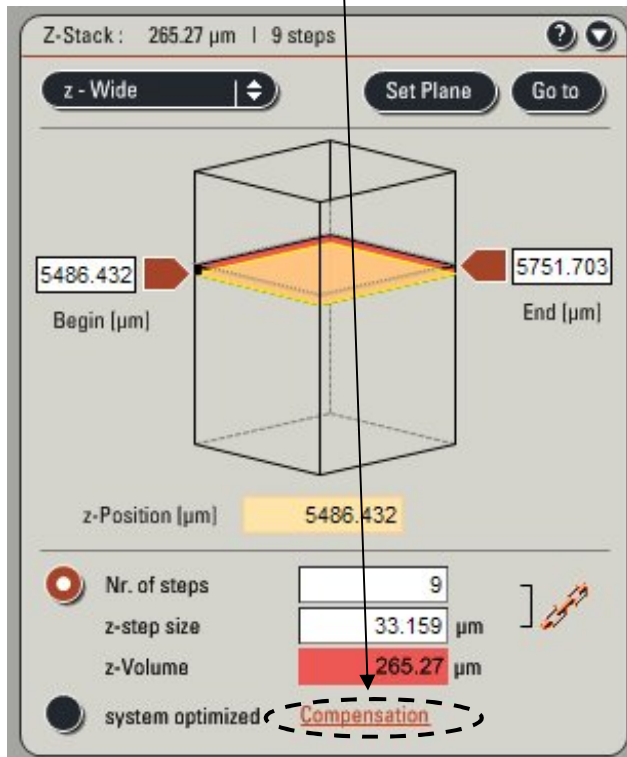 Z-Stack : 265.27 µm | 9 steps ?
z - Wide Set Plane Go to
5486.432 5751.703
Begin [µm] End [µm]
z-Position [µm] 5486.432
Nr. of steps 9
z-step size 33.159 µm
z-Volume 265.27 µm
system optimized Compensation